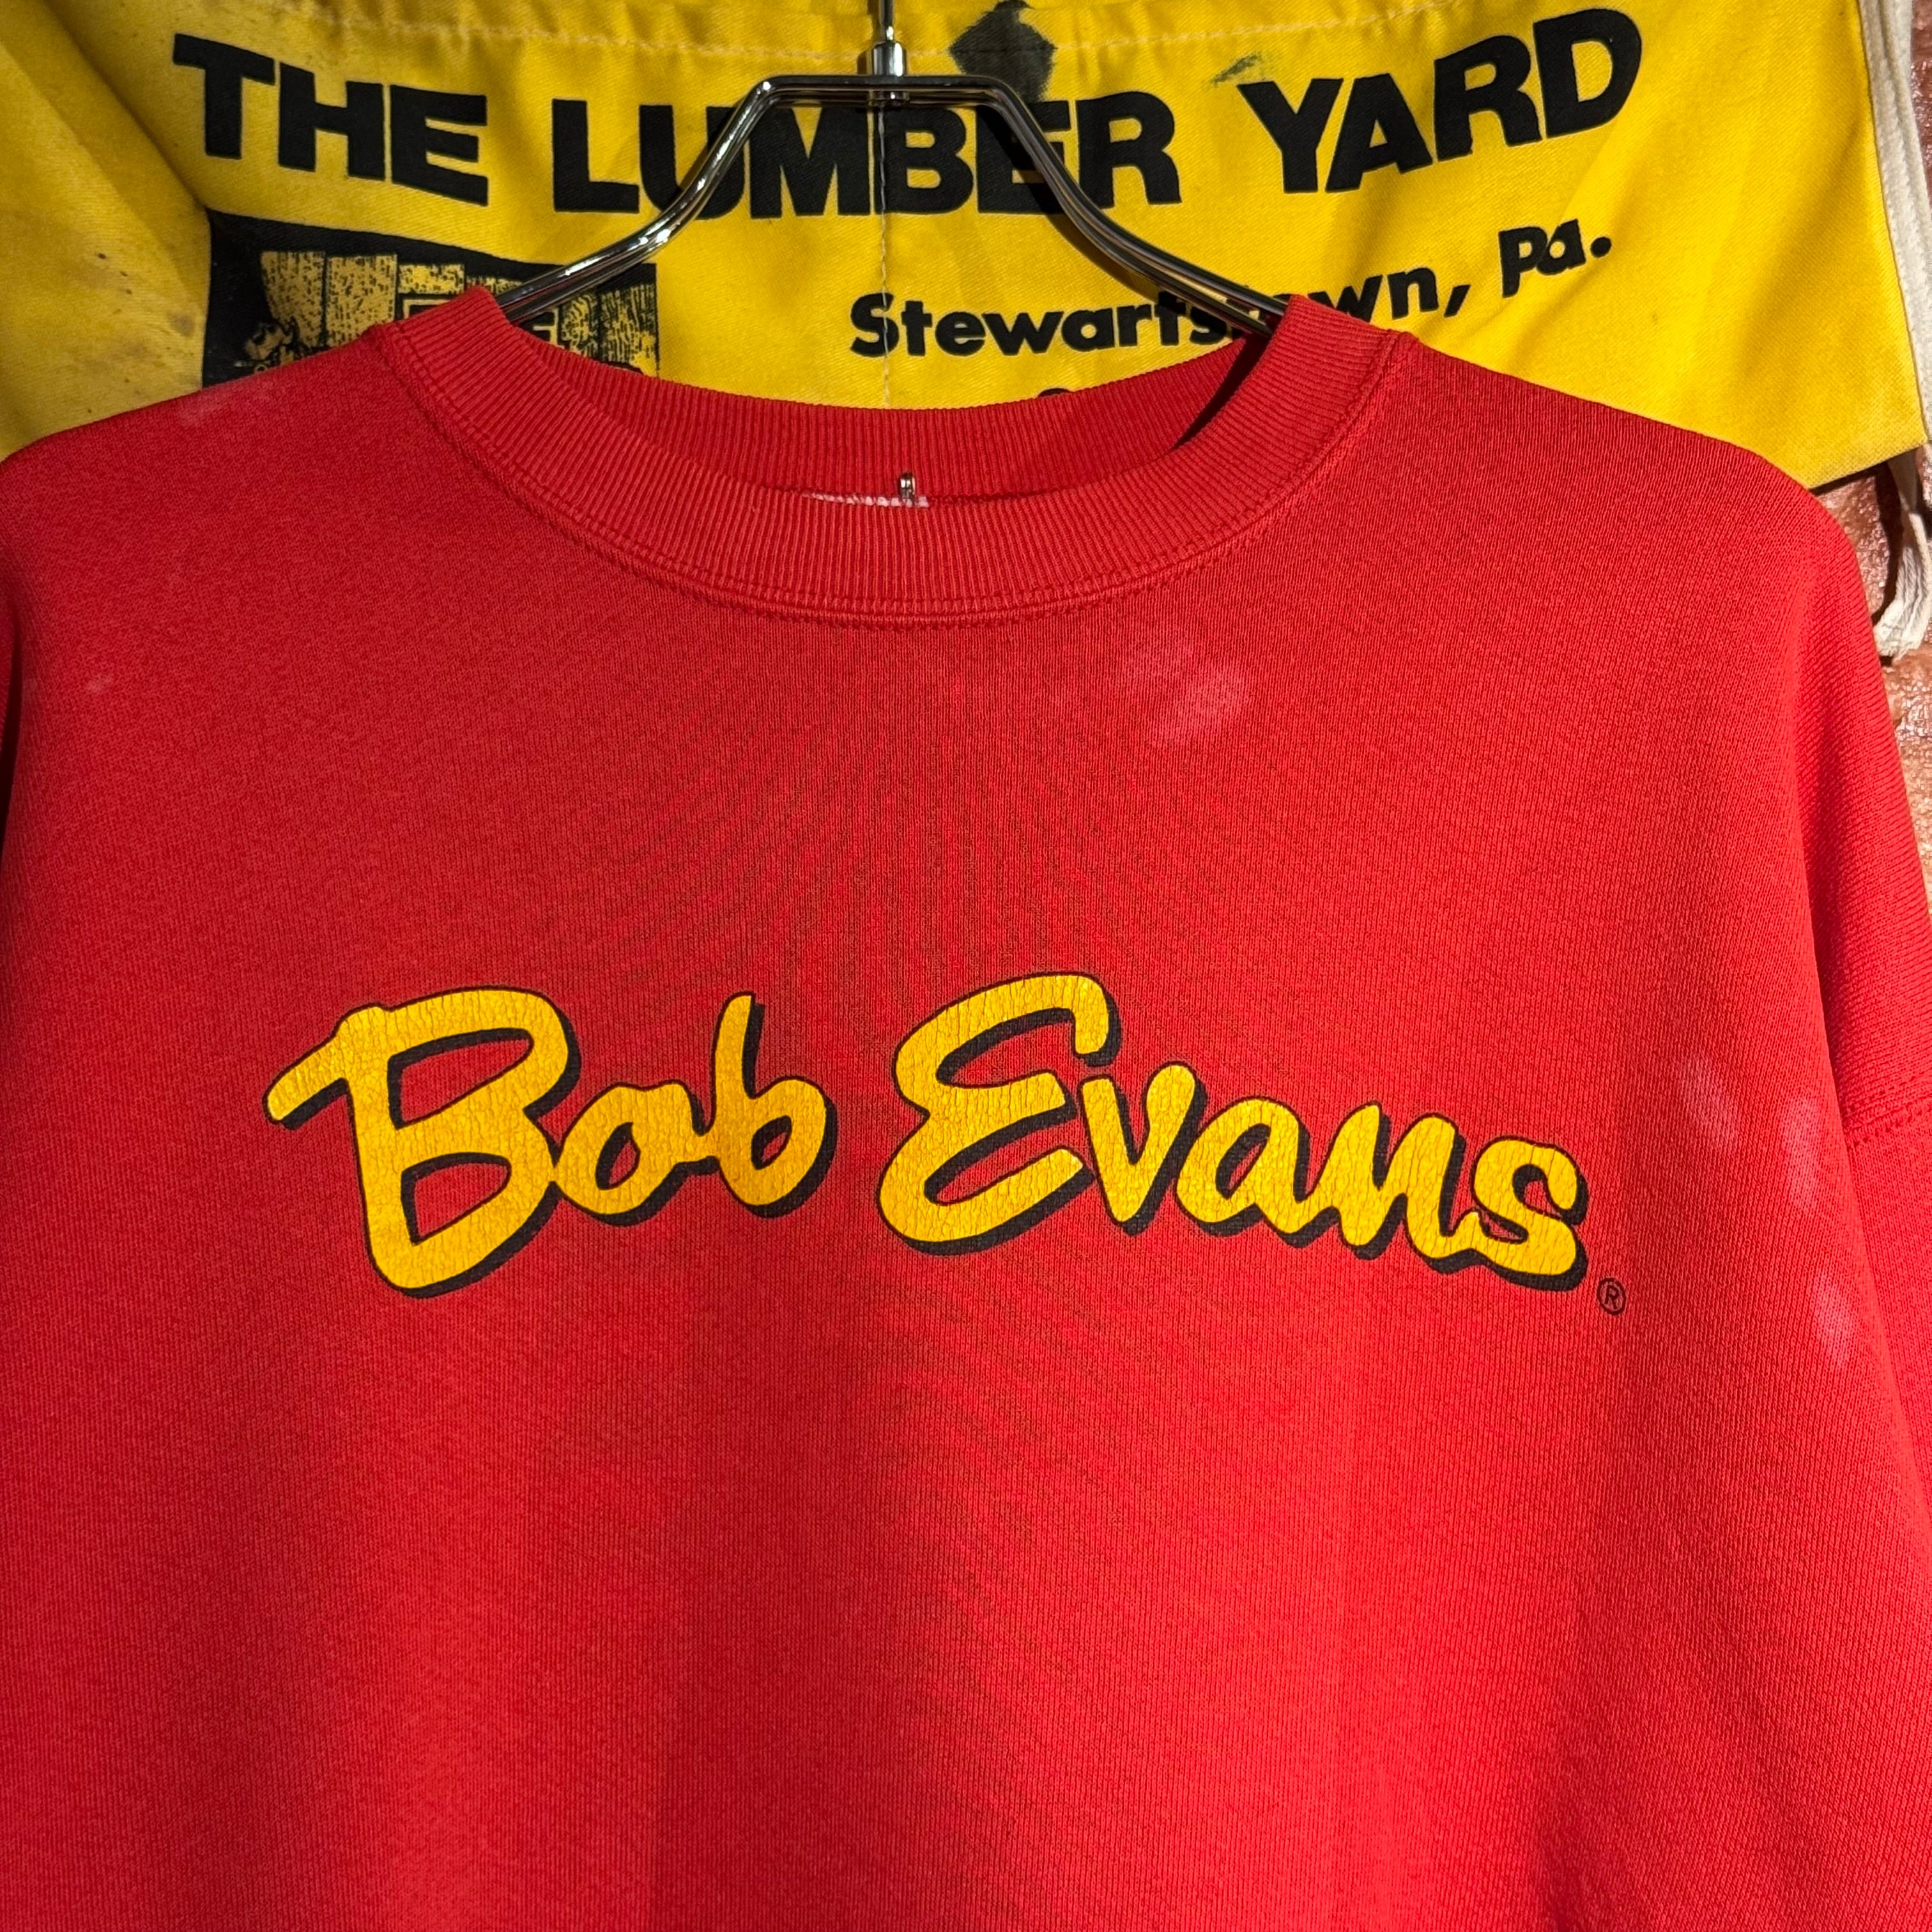 THE LUMBER YARD
Stewartstown, Pa.
Bob Evans®